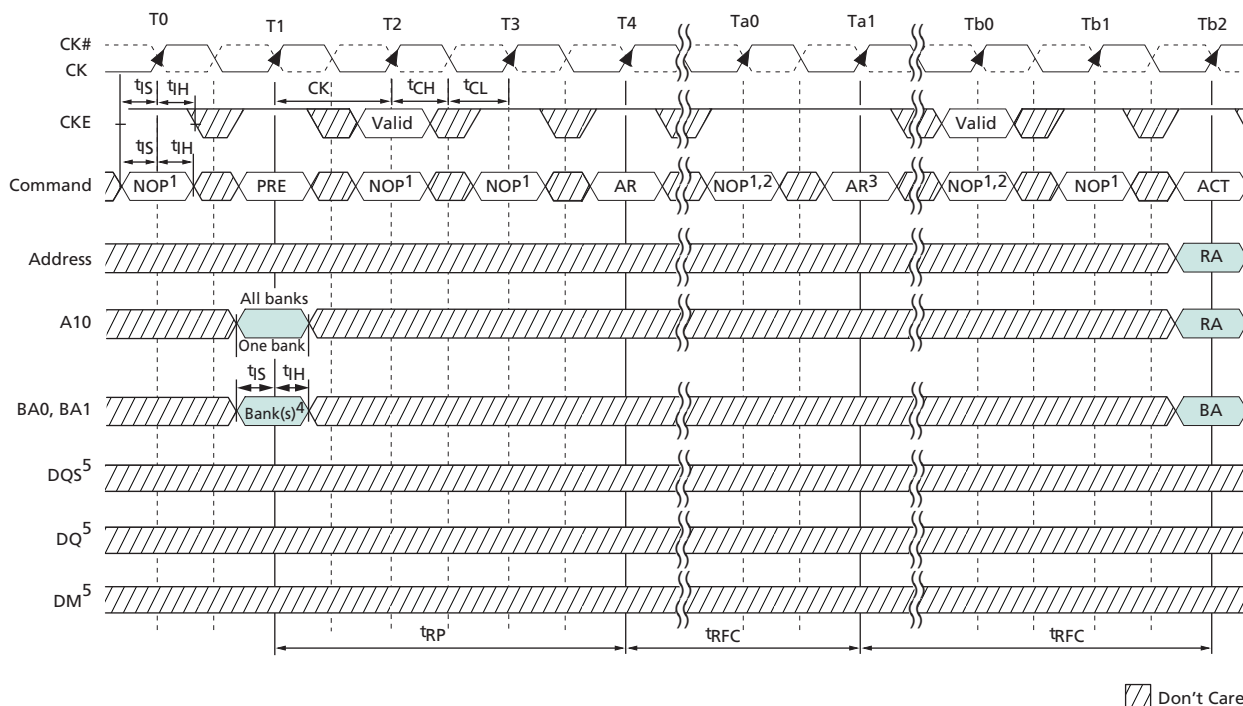 T0 T1 T2 T3 T4 Ta0 Ta1 Tb0 Tb1 Tb2
CK#
CK
tIS tIH CK tCH tCL
CKE Valid Valid
tIS tIH
Command NOP1 PRE NOP1 NOP1 AR NOP1,2 AR3 NOP1,2 NOP1 ACT
Address RA
All banks
A10 RA
One bank
tIS tIH
BA0, BA1 Bank(s)4 BA
DQS5
DQ5
DM5
tRP tRFC tRFC
Don't Care